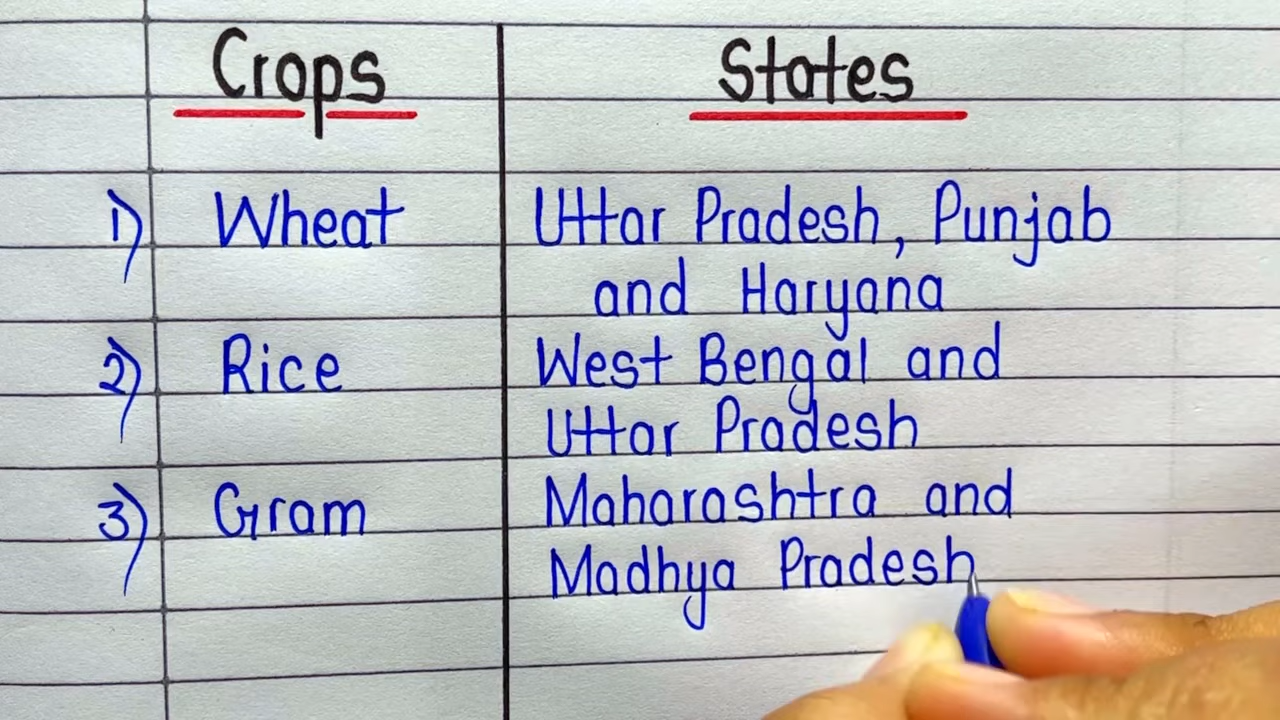 Crops States
1) Wheat Uttar Pradesh, Punjab
and Haryana
2) Rice West Bengal and
Uttar Pradesh
3) Gram Maharashtra and
Madhya Pradesh